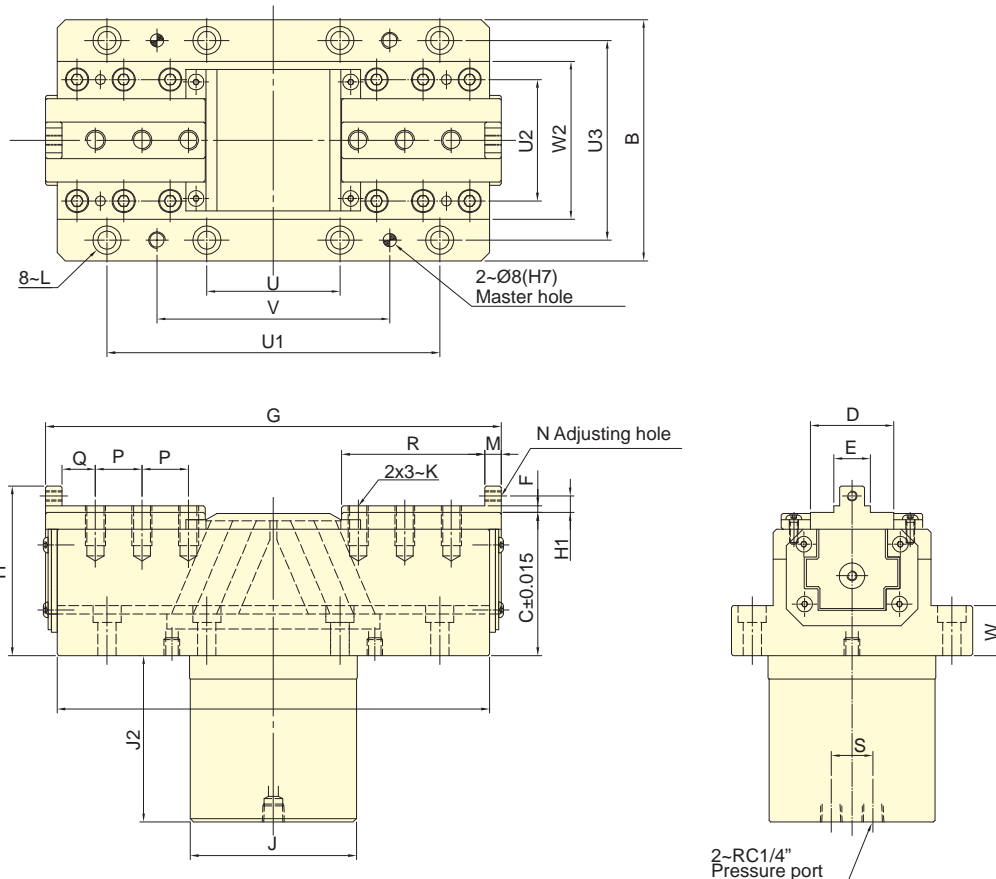 U2
W2
U3
B
8~L
U
V
U1
2~Ø8(H7)
Master hole
G
R
M
N Adjusting hole
Q
P
P
2x3~K
F
H1
C±0.015
J2
J
D
E
W
S
2~RC1/4”
Pressure port